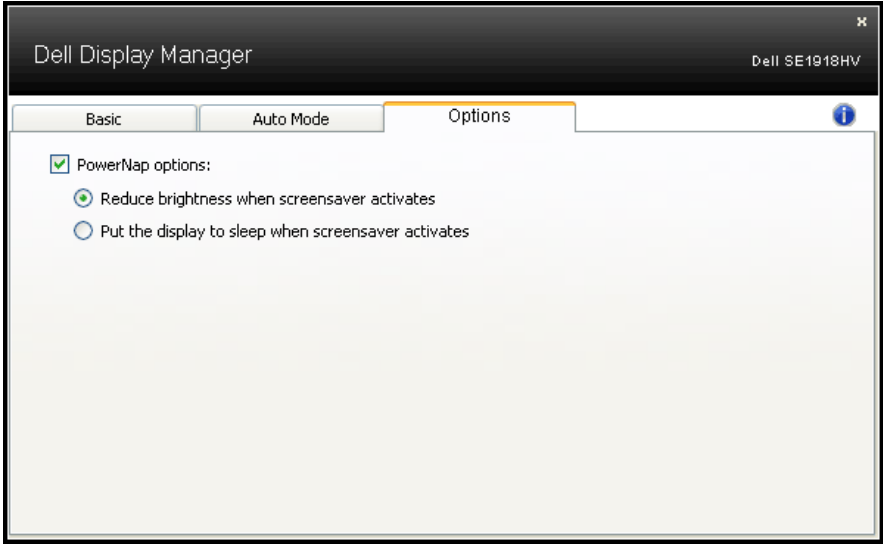 Dell Display Manager
Dell SE1918HV
Basic
Auto Mode
Options
PowerNap options:
Reduce brightness when screensaver activates
Put the display to sleep when screensaver activates